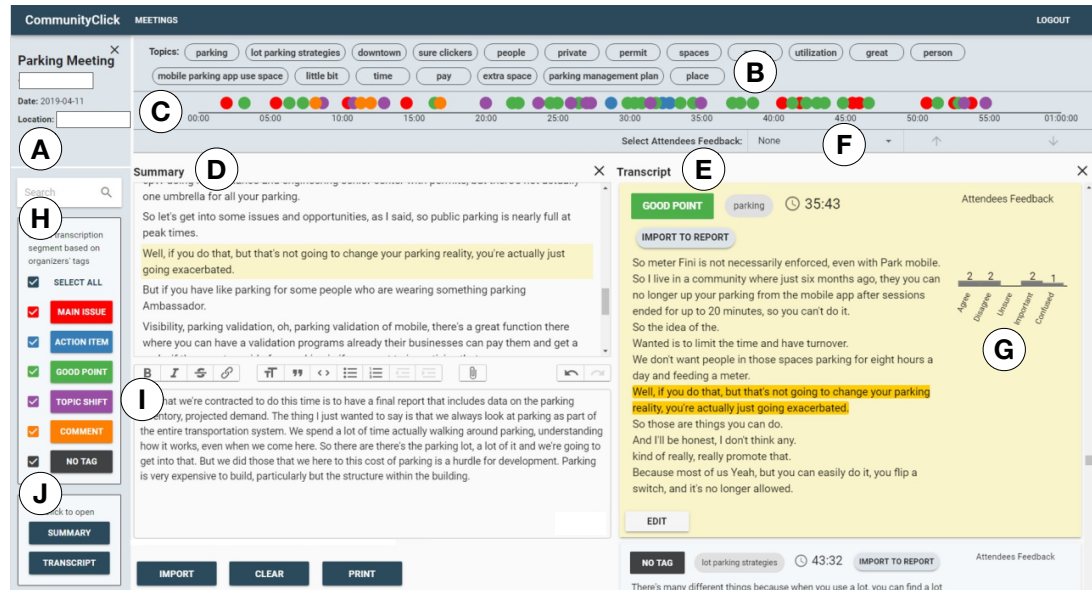 CommunityClick MEETINGS LOGOUT
Parking Meeting
Date: 2019-04-11
Location:
A
Topics: parking lot parking strategies downtown sure clickers people private permit spaces utilization great person
mobile parking app use space little bit time pay extra space parking management plan place
B
C
00:00 05:00 10:00 15:00 20:00 25:00 30:00 35:00 40:00 45:00 50:00 55:00 01:00:00
Select Attendees Feedback: None
F
Search
H
transcription
segment based on
organizers' tags
SELECT ALL
MAIN ISSUE
ACTION ITEM
GOOD POINT
TOPIC SHIFT
COMMENT
NO TAG
J
to open
SUMMARY
TRANSCRIPT
Summary
D
one umbrella for all your parking.
So let's get into some issues and opportunities, as I said, so public parking is nearly full at
peak times.
Well, if you do that, but that's not going to change your parking reality, you're actually just
going exacerbated.
But if you have like parking for some people who are wearing something parking
Ambassador.
Visibility, parking validation, oh, parking validation of mobile, there's a great function there
where you can have a validation programs already their businesses can pay them and get a
B I S
I
what we're contracted to do this time is to have a final report that includes data on the parking
inventory, projected demand. The thing I just wanted to say is that we always look at parking as part of
the entire transportation system. We spend a lot of time actually walking around parking, understanding
how it works, even when we come here. So there are there's the parking lot, a lot of it and we're going to
get into that. But we did those that we here to this cost of parking is a hurdle for development. Parking
is very expensive to build, particularly but the structure within the building.
IMPORT CLEAR PRINT
Transcript
E
GOOD POINT parking 35:43
IMPORT TO REPORT
So meter Fini is not necessarily enforced, even with Park mobile.
So I live in a community where just six months ago, they you can
no longer up your parking from the mobile app after sessions
ended for up to 20 minutes, so you can't do it.
So the idea of the.
Wanted is to limit the time and have turnover.
We don't want people in those spaces parking for eight hours a
day and feeding a meter.
Well, if you do that, but that's not going to change your parking
reality, you're actually just going exacerbated.
So those are things you can do.
And I'll be honest, I don't think any.
kind of really, really promote that.
Because most of us Yeah, but you can easily do it, you flip a
switch, and it's no longer allowed.
EDIT
Attendees Feedback
2 2 2 1
Agree Disagree Unsure Important Confused
G
NO TAG lot parking strategies 43:32 IMPORT TO REPORT Attendees Feedback
There's many different things because when you use a lot, you can find a lot